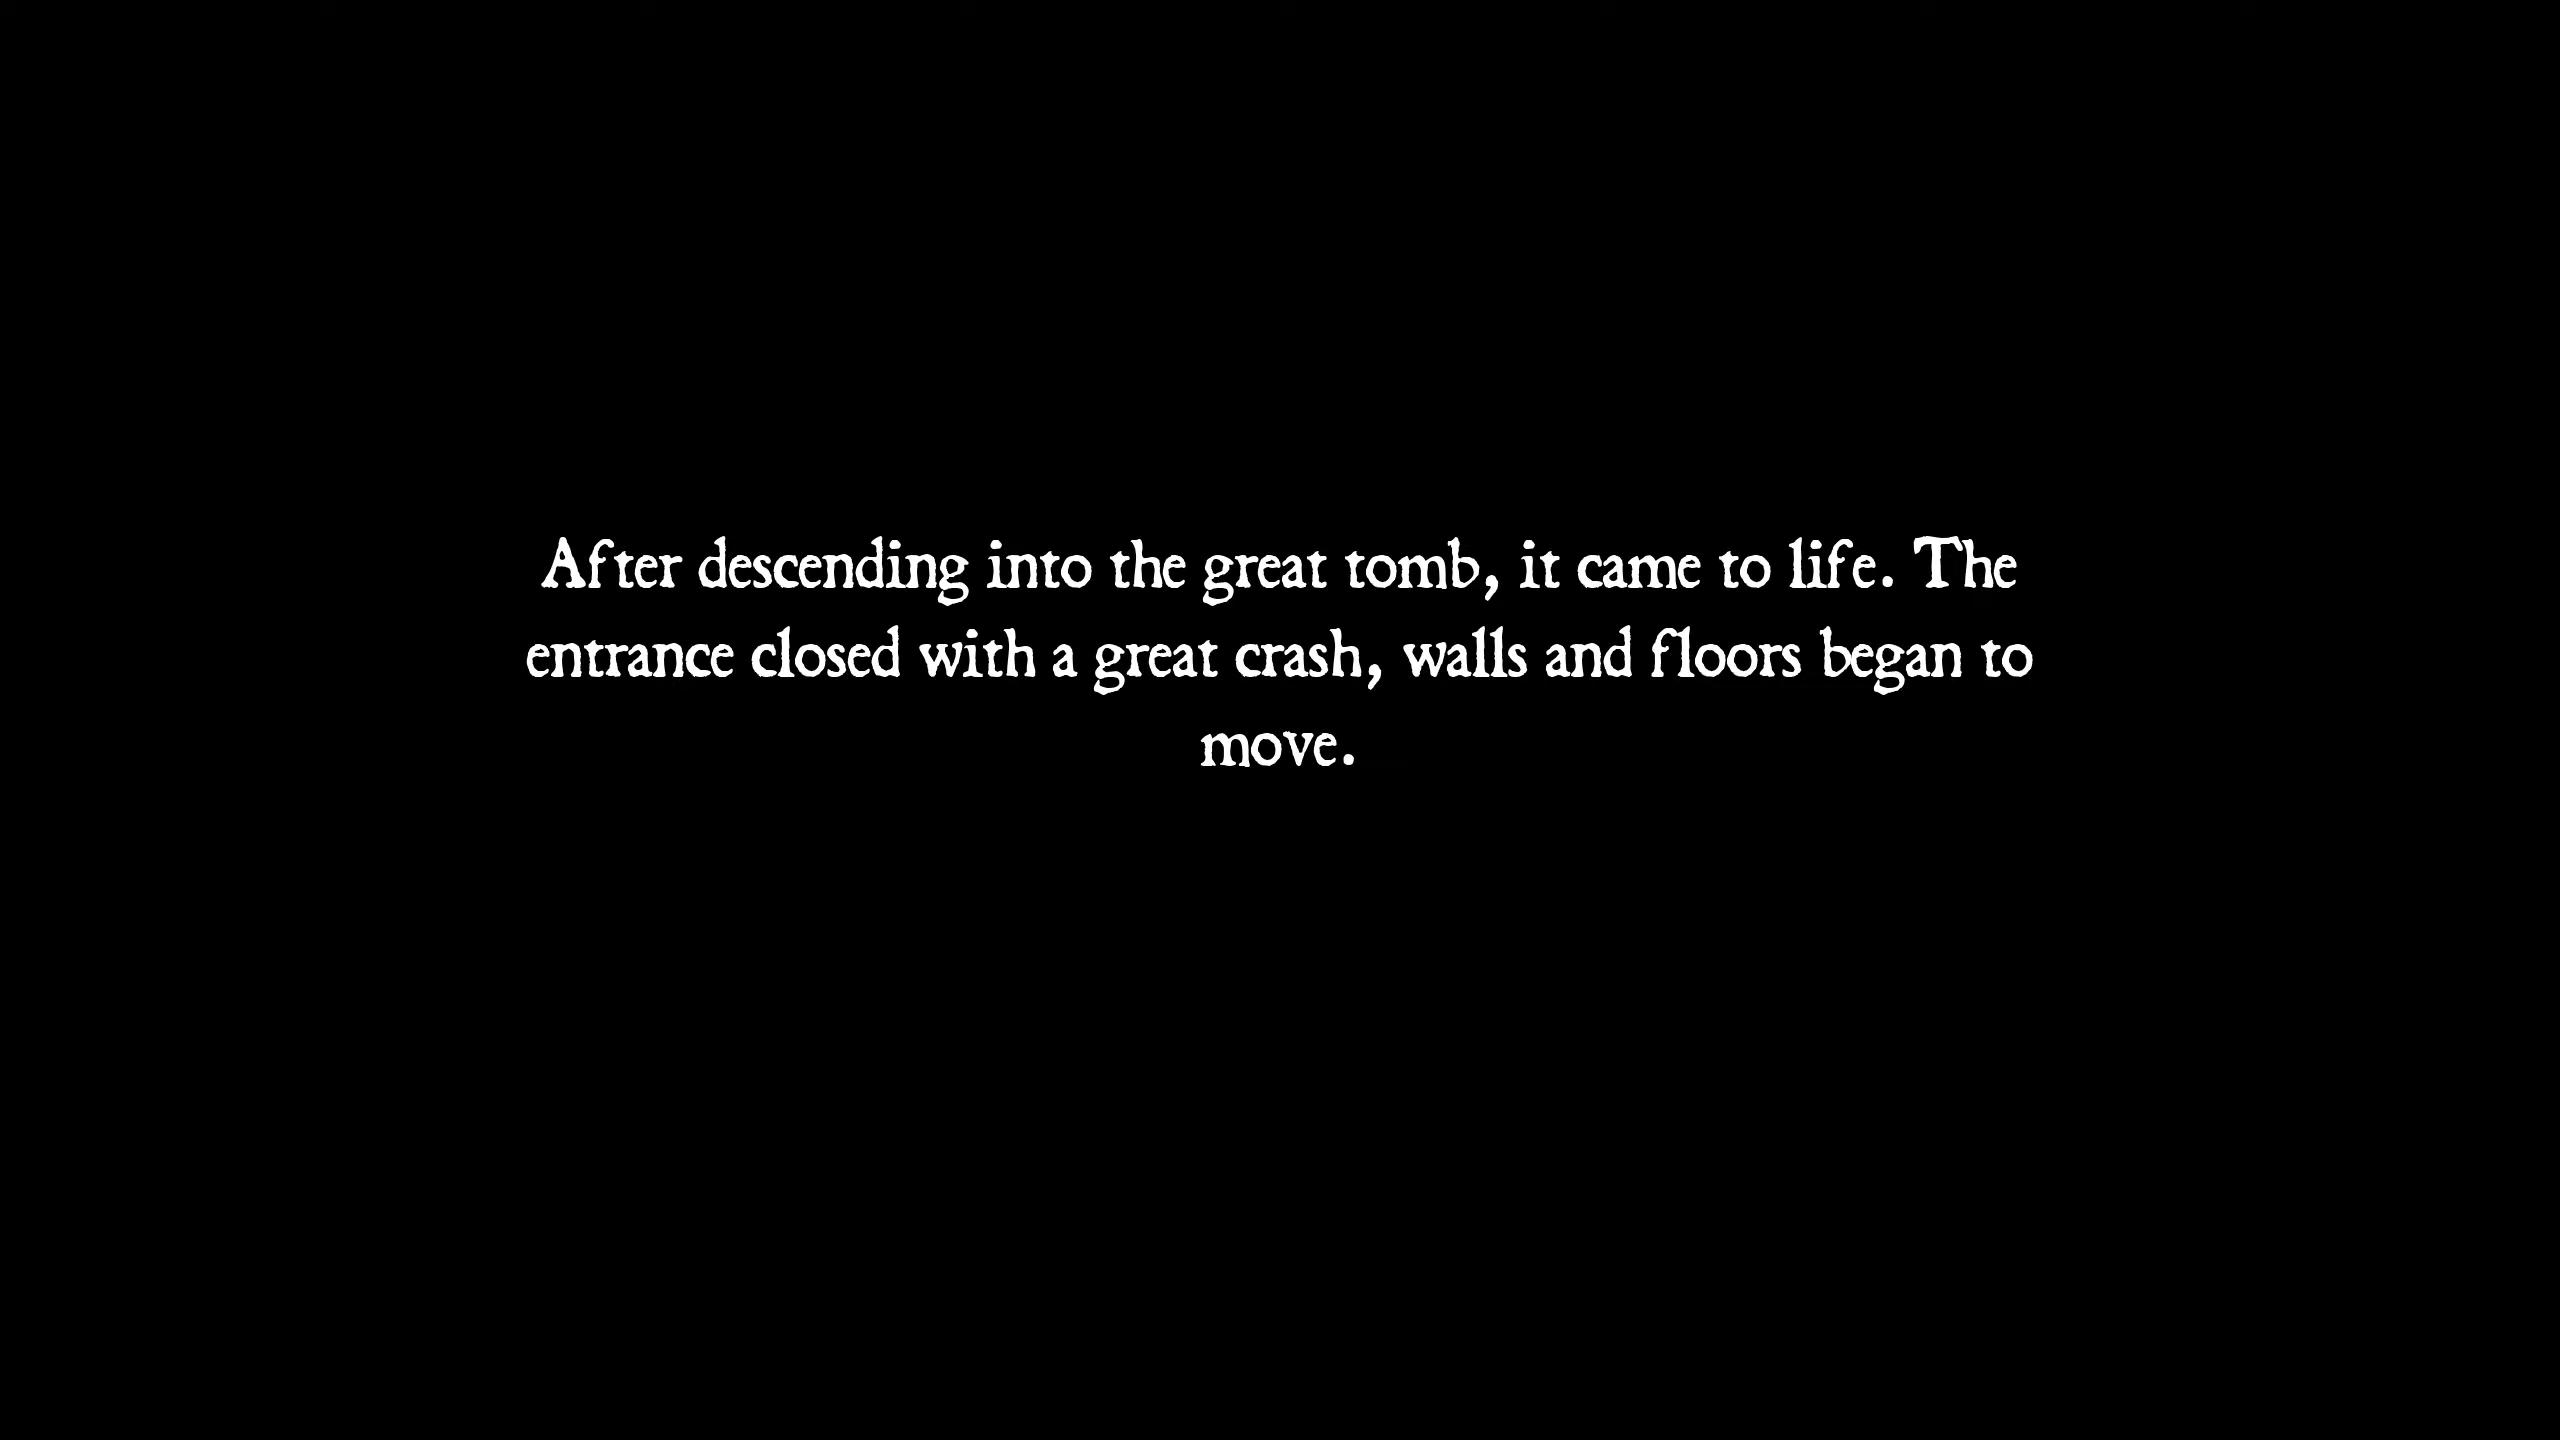 After descending into the great tomb, it came to life. The
entrance closed with a great crash, walls and floors began to
move.